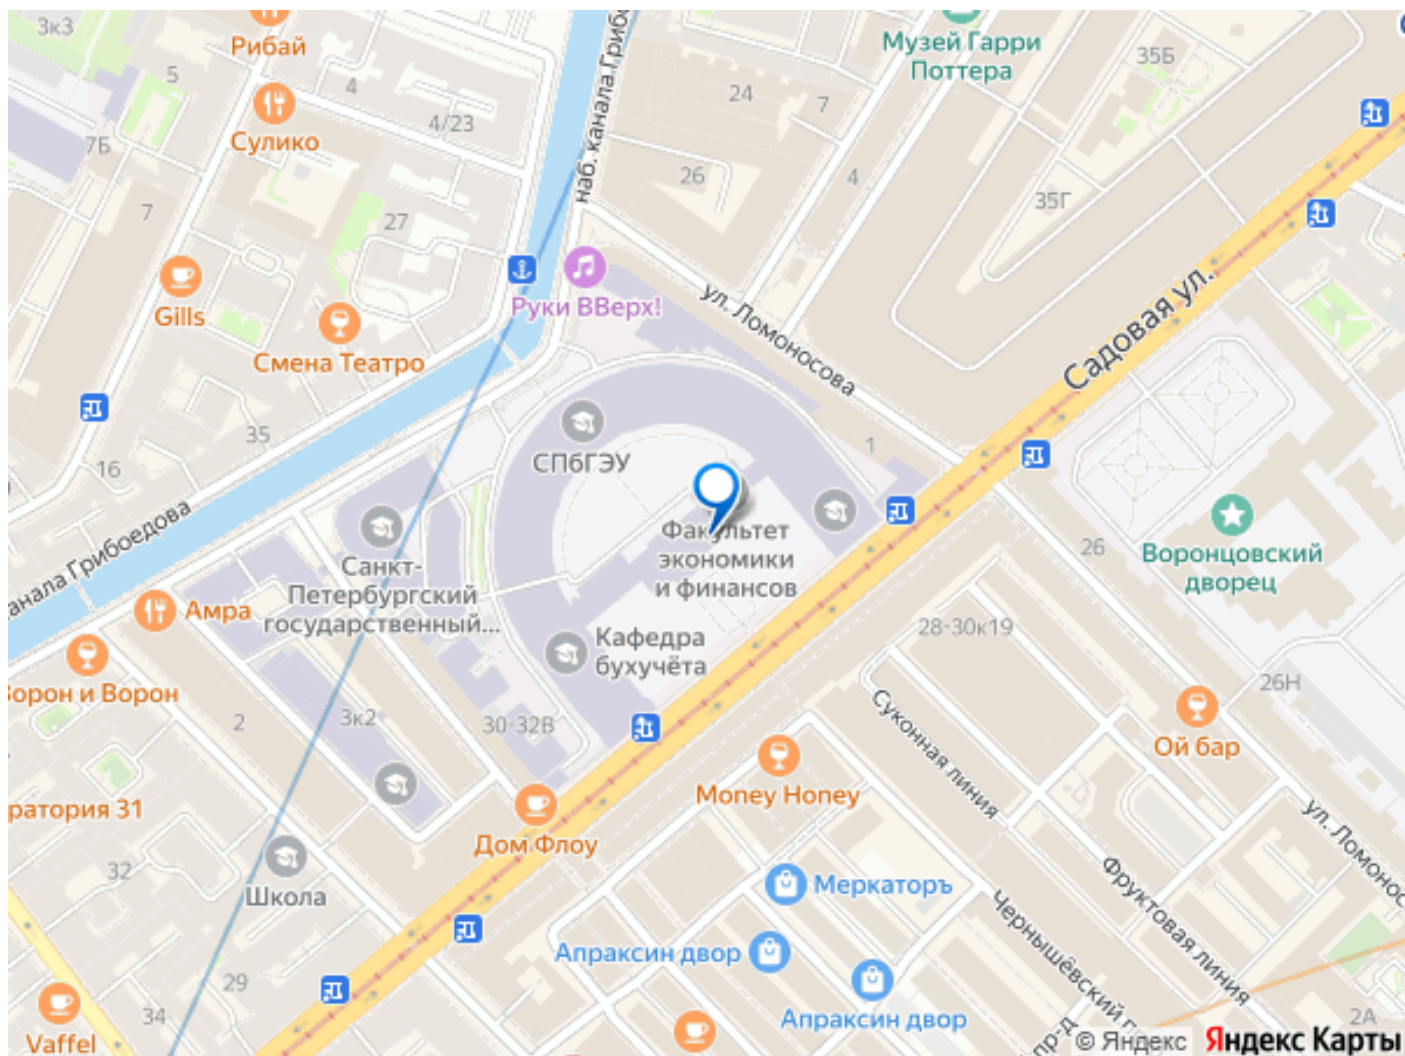 3к3
Рибай
5
4
Сулико
4/23
7Б
7
27
наб. канала Грибо
24
7
26
4
Музей Гарри
Поттера
35Б
35Г
Gills
Смена Театро
Руки ВВерх!
ул. Ломоносова
Садовая ул.
35
16
СПбГЭУ
1
Факультет
экономики
и финансов
26
Воронцовский
дворец
анала Грибоедова
Санкт-
Петербургский
государственный...
Амра
Кафедра
бухучёта
28-30к19
26Н
Ворон и Ворон
2
3к2
30-32В
Суконная линия
Ой бар
Money Honey
ратория 31
Дом Флоу
ул. Ломонос
32
Школа
Меркаторъ
Фруктовая линия
Чернышёвский п
Апраксин двор
Апраксин двор
29
34
Vaffel
пр-д
2А
© Яндекс Яндекс Карты